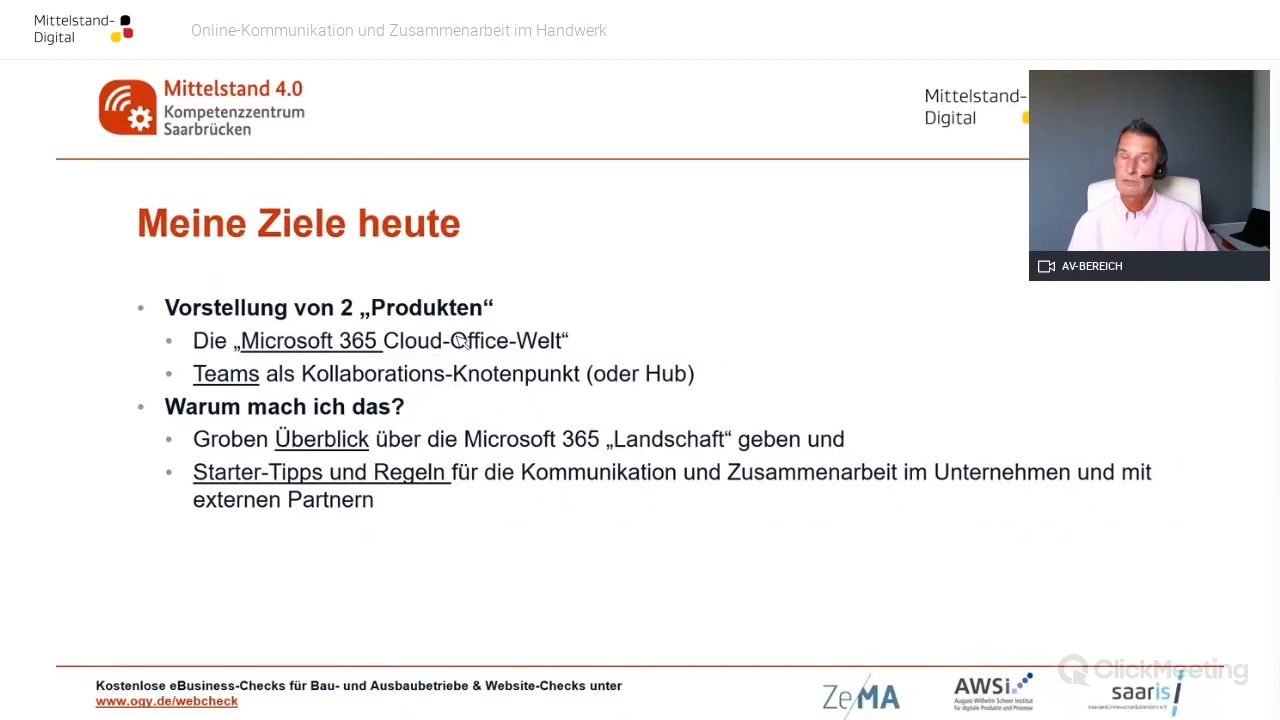 Mittelstand-
Digital
Online-Kommunikation und Zusammenarbeit im Handwerk
Mittelstand 4.0
Kompetenzzentrum
Saarbrücken
Mittelstand-
Digital
AV-BEREICH
Meine Ziele heute
• Vorstellung von 2 „Produkten“
• Die „Microsoft 365 Cloud-Office-Welt“
• Teams als Kollaborations-Knotenpunkt (oder Hub)
• Warum mach ich das?
• Groben Überblick über die Microsoft 365 „Landschaft“ geben und
• Starter-Tipps und Regeln für die Kommunikation und Zusammenarbeit im Unternehmen und mit
externen Partnern
ClickMeeting
Kostenlose eBusiness-Checks für Bau- und Ausbaubetriebe & Website-Checks unter
www.ogy.de/webcheck
ZeMA
AWSi
August-Wilhelm Scheer Institut
für digitale Produkte und Prozesse
saaris